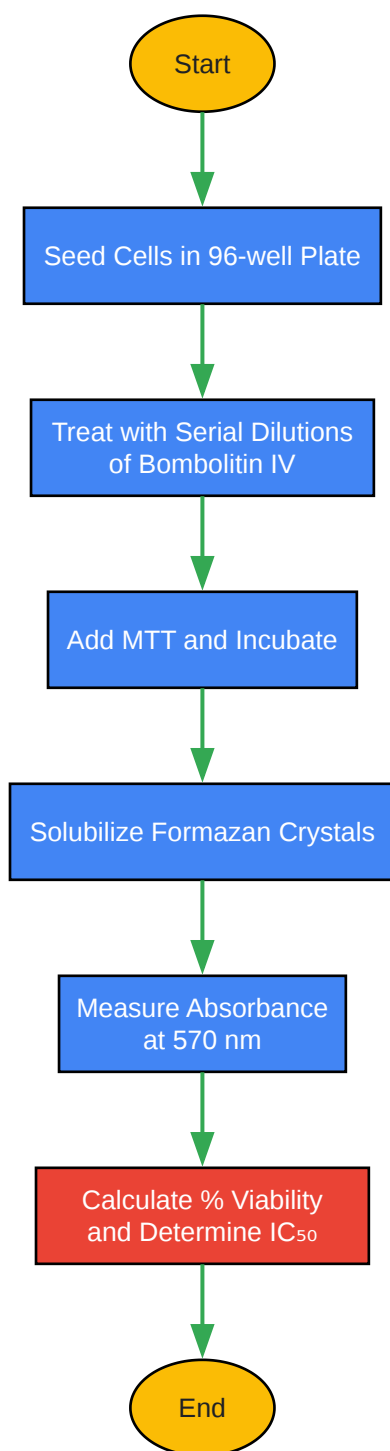 Start
Seed Cells in 96-well Plate
Treat with Serial Dilutions
of Bombolitin IV
Add MTT and Incubate
Solubilize Formazan Crystals
Measure Absorbance
at 570 nm
Calculate % Viability
and Determine IC₅₀
End